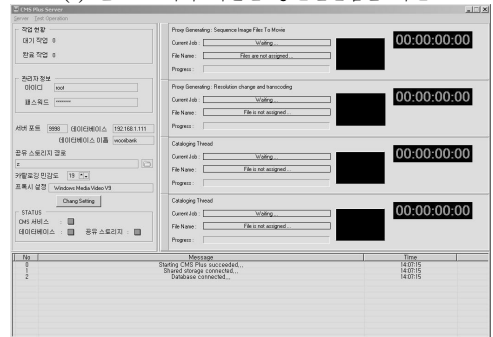 CMS Plus Server
Server Test Operation
작업 현황
대기 작업 : 0
완료 작업 : 0
관리자 정보
아이디 root
패스워드 *******
서버 포트 9998 데이터베이스 192.168.1.111
데이터베이스 이름 wooribank
공유 스토리지 경로
z
카탈로깅 민감도 19
프록시 설정 Windows Media Video V9
Chang Setting
STATUS
CMS 서비스 :
데이터베이스 : 공유 스토리지 :
Proxy Generating : Sequence Image Files To Movie
Current Job : Waiting...
File Name : Files are not assigned...
Progress :
00:00:00:00
Proxy Generating : Resolution change and transcoding
Current Job : Waiting...
File Name : File is not assigned...
Progress :
00:00:00:00
Cataloging Thread
Current Job : Waiting...
File Name : File is not assigned...
Progress :
00:00:00:00
Cataloging Thread
Current Job : Waiting...
File Name : File is not assigned...
Progress :
00:00:00:00
No Message Time
0 Starting CMS Plus succeeded... 14:07:15
1 Shared storage connected... 14:07:15
2 Database connected... 14:07:15